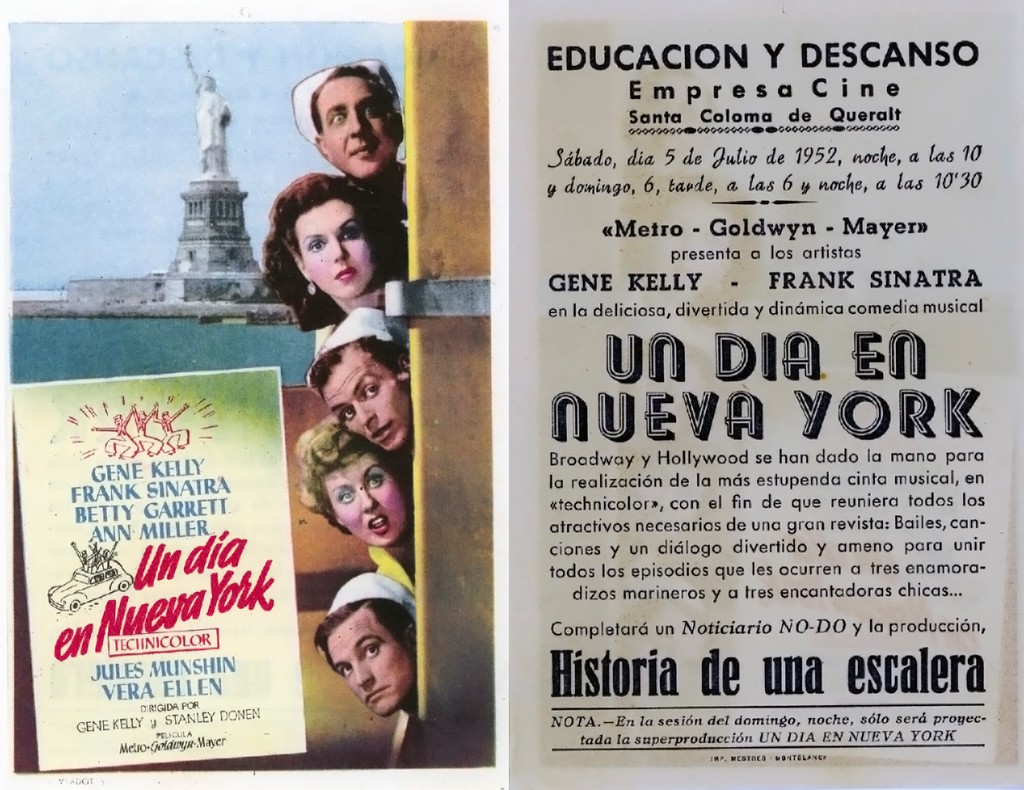 GENE KELLY
FRANK SINATRA
BETTY GARRETT
ANN MILLER
Un día
en Nueva York
TECHNICOLOR
JULES MUNSHIN
VERA ELLEN
DIRIGIDA POR
GENE KELLY y STANLEY DONEN
PELICULA
Metro-Goldwyn-Mayer
EDUCACION Y DESCANSO
Empresa Cine
Santa Coloma de Queralt
Sábado, dia 5 de Julio de 1952, noche, a las 10
y domingo, 6, tarde, a las 6 y noche, a las 10'30
«Metro - Goldwyn - Mayer»
presenta a los artistas
GENE KELLY - FRANK SINATRA
en la deliciosa, divertida y dinámica comedia musical
UN DIA EN
NUEVA YORK
Broadway y Hollywood se han dado la mano para
la realización de la más estupenda cinta musical, en
«technicolor», con el fin de que reuniera todos los
atractivos necesarios de una gran revista: Bailes, can-
ciones y un diálogo divertido y ameno para unir
todos los episodios que les ocurren a tres enamora-
dizos marineros y a tres encantadoras chicas...
Completará un Noticiario NO-DO y la producción,
Historia de una escalera
NOTA.—En la sesión del domingo, noche, sólo será proyec-
tada la superproducción UN DIA EN NUEVA YORK
IMP. MESTRES - MONTBLANCH